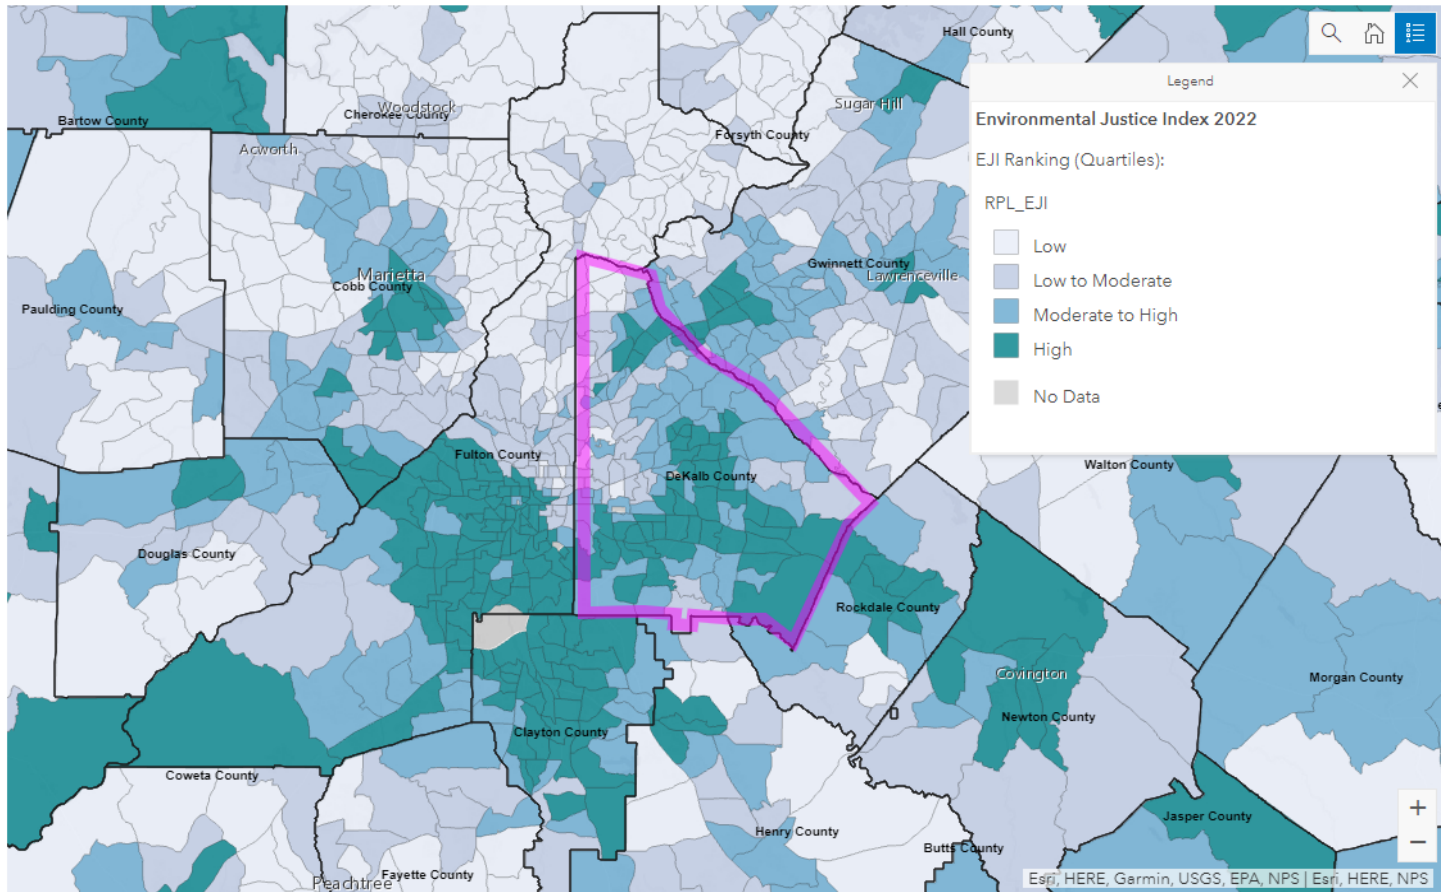 Hall County
Legend
Sugar Hill
Woodstock
Cherokee County
Bartow County
Environmental Justice Index 2022
Forsyth County
Acworth
EJI Ranking (Quartiles):
RPL_EJI
Low
Gwinnett County
Marietta
Lawrenceville
Low to Moderate
Cobb County
Paulding County
Moderate to High
High
No Data
Fulton County
Walton County
DeKalb County
Douglas County
Rockdale County
Covington
Morgan County
Newton County
Clayton County
Coweta County
Jasper County
Henry County
Butts County
Fayette County
Peachtree
+
−
Esri, HERE, Garmin, USGS, EPA, NPS | Esri, HERE, NPS